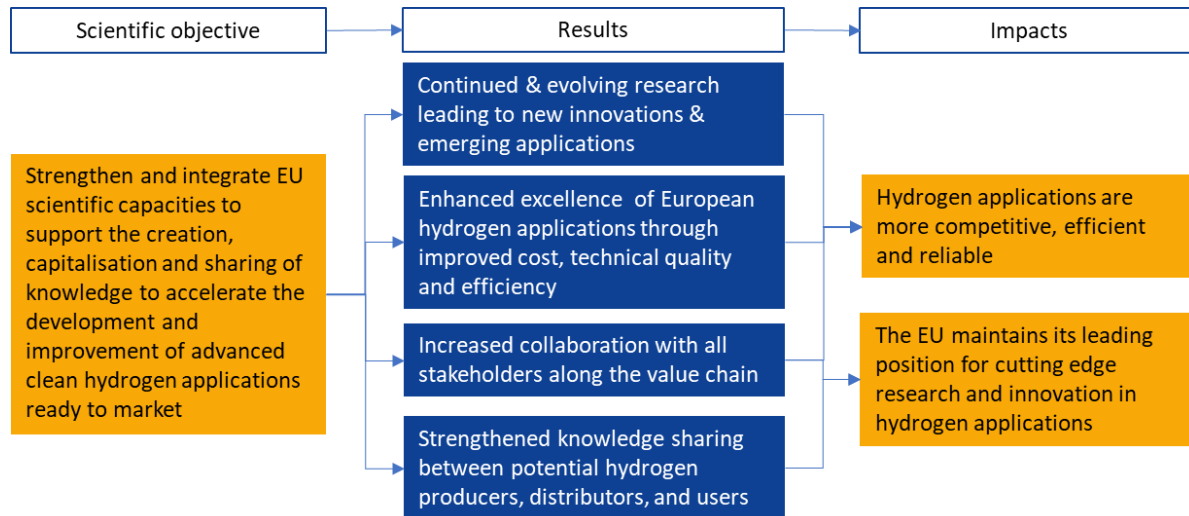 Scientific objective
Results
Impacts
Strengthen and integrate EU
scientific capacities to
support the creation,
capitalisation and sharing of
knowledge to accelerate the
development and
improvement of advanced
clean hydrogen applications
ready to market
Continued & evolving research
leading to new innovations &
emerging applications
Enhanced excellence of European
hydrogen applications through
improved cost, technical quality
and efficiency
Increased collaboration with all
stakeholders along the value chain
Strengthened knowledge sharing
between potential hydrogen
producers, distributors, and users
Hydrogen applications are
more competitive, efficient
and reliable
The EU maintains its leading
position for cutting edge
research and innovation in
hydrogen applications